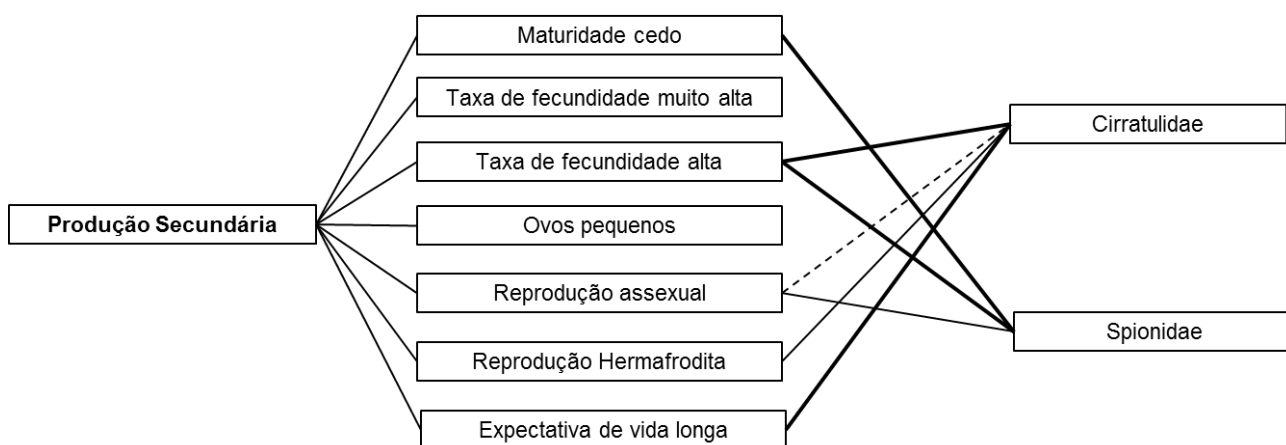 Maturidade cedo
Taxa de fecundidade muito alta
Cirratulidae
Taxa de fecundidade alta
Produção Secundária
Ovos pequenos
Reprodução assexual
Spionidae
Reprodução Hermafrodita
Expectativa de vida longa